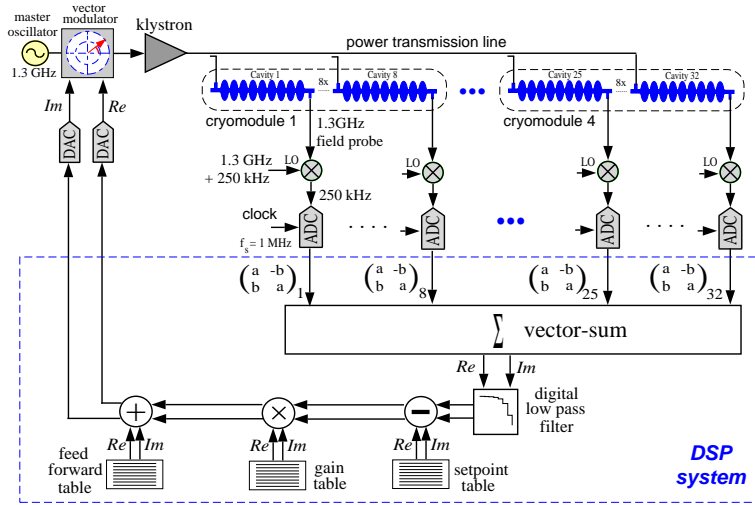 master
oscillator
1.3 GHz
vector
modulator
klystron
power transmission line
Cavity 1
8x
Cavity 8
Cavity 25
8x
Cavity 32
cryomodule 1
cryomodule 4
Im
Re
DAC
DAC
1.3GHz
field probe
LO
LO
LO
LO
1.3 GHz
+ 250 kHz
250 kHz
clock
f_s = 1 MHz
ADC
ADC
ADC
ADC
(a -b
b a) 1
(a -b
b a) 8
(a -b
b a) 25
(a -b
b a) 32
Σ vector-sum
Re Im
digital
low pass
filter
+
×
−
Re Im
Re Im
Re Im
feed
forward
table
gain
table
setpoint
table
DSP
system